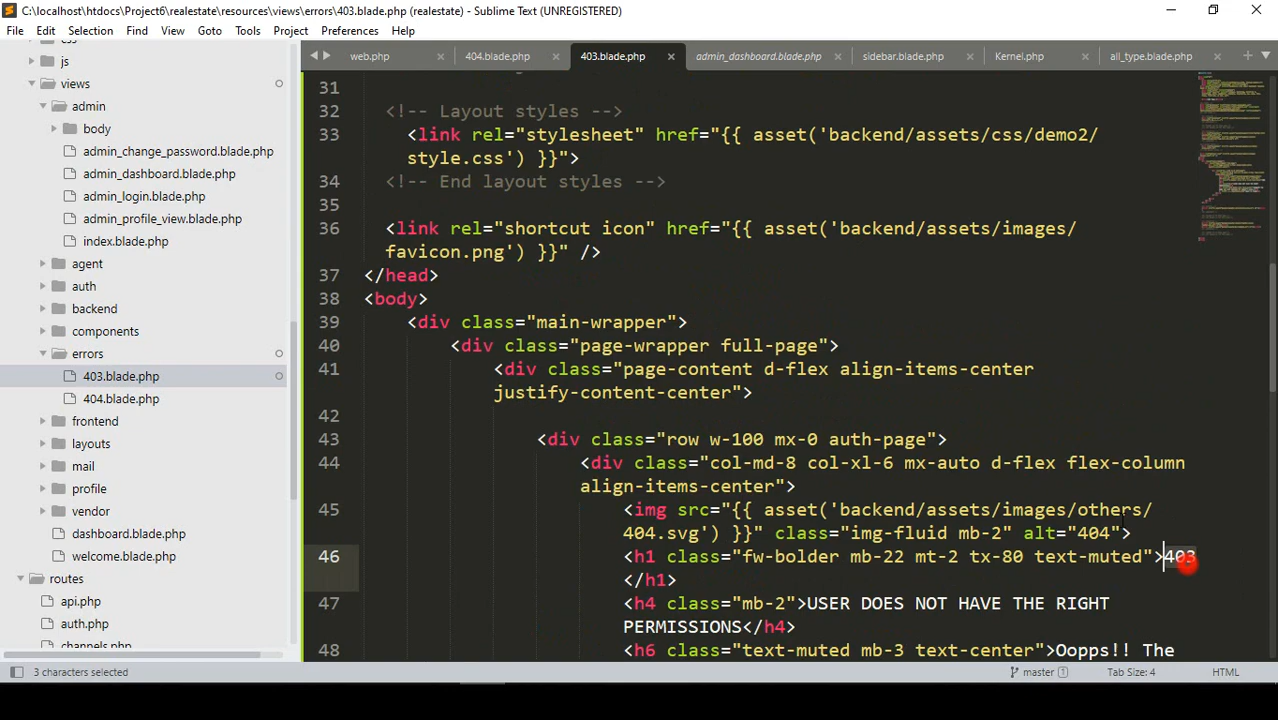 C:\localhost\htdocs\Project6\realestate\resources\views\errors\403.blade.php (realestate) - Sublime Text (UNREGISTERED)
File Edit Selection Find View Goto Tools Project Preferences Help
web.php 404.blade.php 403.blade.php admin_dashboard.blade.php sidebar.blade.php Kernel.php all_type.blade.php
js
views
admin
body
admin_change_password.blade.php
admin_dashboard.blade.php
admin_login.blade.php
admin_profile_view.blade.php
index.blade.php
agent
auth
backend
components
errors
403.blade.php
404.blade.php
frontend
layouts
mail
profile
vendor
dashboard.blade.php
welcome.blade.php
routes
api.php
auth.php
channels.php
31
32 <!-- Layout styles -->
33 <link rel="stylesheet" href="{{ asset('backend/assets/css/demo2/
style.css') }}">
34 <!-- End layout styles -->
35
36 <link rel="shortcut icon" href="{{ asset('backend/assets/images/
favicon.png') }}" />
37 </head>
38 <body>
39 <div class="main-wrapper">
40 <div class="page-wrapper full-page">
41 <div class="page-content d-flex align-items-center
justify-content-center">
42
43 <div class="row w-100 mx-0 auth-page">
44 <div class="col-md-8 col-xl-6 mx-auto d-flex flex-column
align-items-center">
45 <img src="{{ asset('backend/assets/images/others/
404.svg') }}" class="img-fluid mb-2" alt="404">
46 <h1 class="fw-bolder mb-22 mt-2 tx-80 text-muted">403
</h1>
47 <h4 class="mb-2">USER DOES NOT HAVE THE RIGHT
PERMISSIONS</h4>
48 <h6 class="text-muted mb-3 text-center">Oopps!! The
3 characters selected master 1 Tab Size: 4 HTML